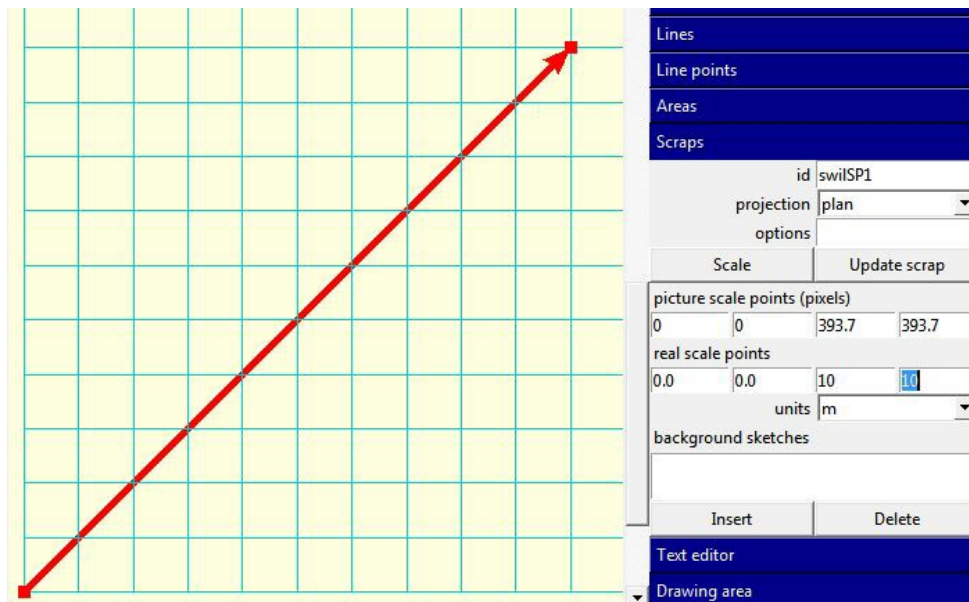 Lines
Line points
Areas
Scraps
id swilSP1
projection plan
options
Scale Update scrap
picture scale points (pixels)
0 0 393.7 393.7
real scale points
0.0 0.0 10 10
units m
background sketches
Insert Delete
Text editor
Drawing area